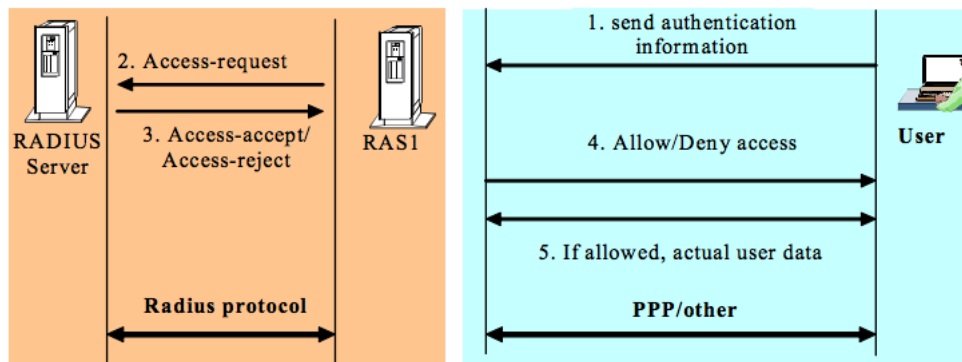 2. Access-request
3. Access-accept/
Access-reject
RADIUS
Server
RAS1
Radius protocol
1. send authentication
information
User
4. Allow/Deny access
5. If allowed, actual user data
PPP/other